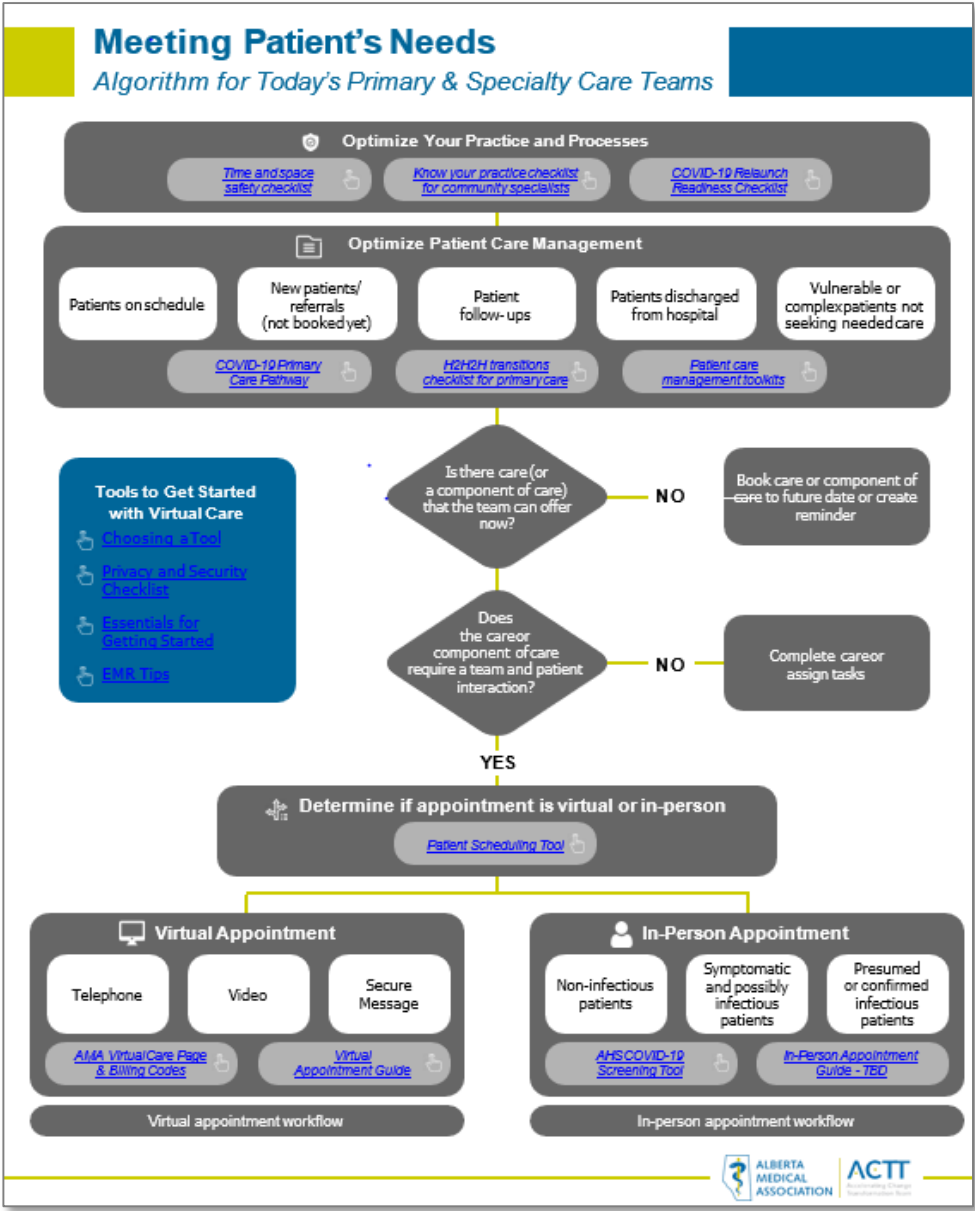 Meeting Patient's Needs
Algorithm for Today's Primary & Specialty Care Teams
Optimize Your Practice and Processes
Time and space
safety checklist
Know your practice checklist
for community specialists
COVID-19 Relaunch
Readiness Checklist
Optimize Patient Care Management
Patients on schedule
New patients/
referrals
(not booked yet)
Patient
follow- ups
Patients discharged
from hospital
Vulnerable or
complexpatients not
seeking needed care
COVID-19 Primary
Care Pathway
H2H2H transitions
checklist for primary care
Patient care
management toolkits
Is there care (or
a component of care)
that the team can offer
now?
NO
Book care or component of
care to future date or create
reminder
Tools to Get Started
with Virtual Care
Choosing a Tool
Privacy and Security
Checklist
Essentials for
Getting Started
EMR Tips
Does
the careor
component of care
require a team and patient
interaction?
NO
Complete careor
assign tasks
YES
Determine if appointment is virtual or in-person
Patient Scheduling Tool
Virtual Appointment
Telephone
Video
Secure
Message
AMA Virtual Care Page
& Billing Codes
Virtual
Appointment Guide
Virtual appointment workflow
In-Person Appointment
Non-infectious
patients
Symptomatic
and possibly
infectious
patients
Presumed
or confirmed
infectious
patients
AHS COVID-19
Screening Tool
In-Person Appointment
Guide - TBD
In-person appointment workflow
ALBERTA
MEDICAL
ASSOCIATION
ACTT
Accelerating Change
Transformation Team